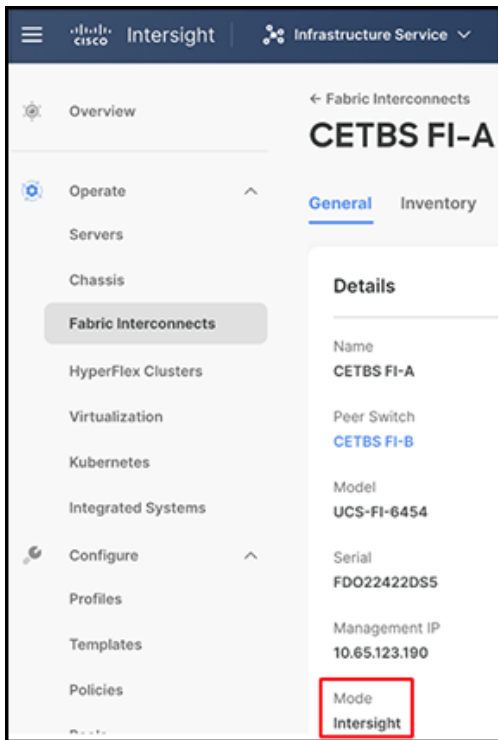 cisco Intersight Infrastructure Service
Overview
Operate
Servers
Chassis
Fabric Interconnects
HyperFlex Clusters
Virtualization
Kubernetes
Integrated Systems
Configure
Profiles
Templates
Policies
← Fabric Interconnects
CETBS FI-A
General Inventory
Details
Name
CETBS FI-A
Peer Switch
CETBS FI-B
Model
UCS-FI-6454
Serial
FDO22422DS5
Management IP
10.65.123.190
Mode
Intersight